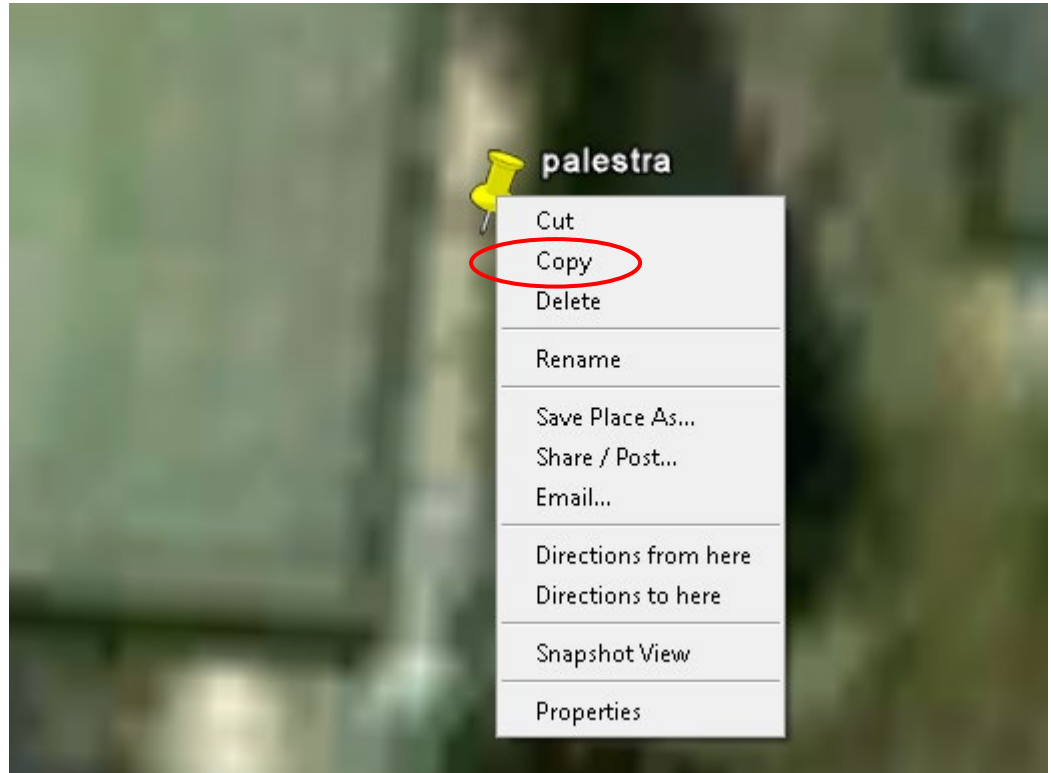 palestra
Cut
Copy
Delete
Rename
Save Place As...
Share / Post...
Email...
Directions from here
Directions to here
Snapshot View
Properties